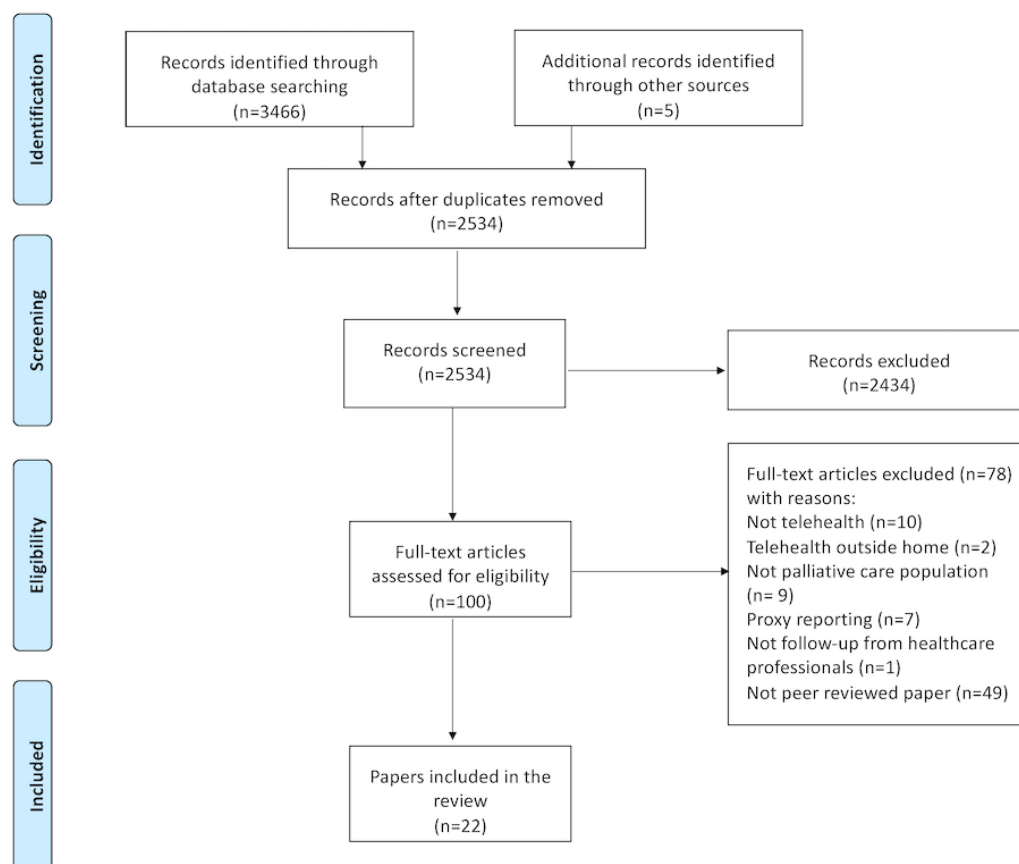 Identification
Records identified through
database searching
(n=3466)
Additional records identified
through other sources
(n=5)
Records after duplicates removed
(n=2534)
Screening
Records screened
(n=2534)
Records excluded
(n=2434)
Eligibility
Full-text articles
assessed for eligibility
(n=100)
Full-text articles excluded (n=78)
with reasons:
Not telehealth (n=10)
Telehealth outside home (n=2)
Not palliative care population
(n= 9)
Proxy reporting (n=7)
Not follow-up from healthcare
professionals (n=1)
Not peer reviewed paper (n=49)
Included
Papers included in the
review
(n=22)